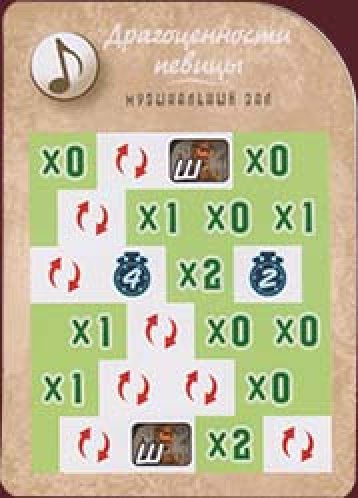 Драгоценности
певицы
МУЗЫКАЛЬНЫЙ ЗАЛ
x0 Ш x0
x1 x0 x1
4 x2 2
x1 x0 x0
x1 x0
Ш x2